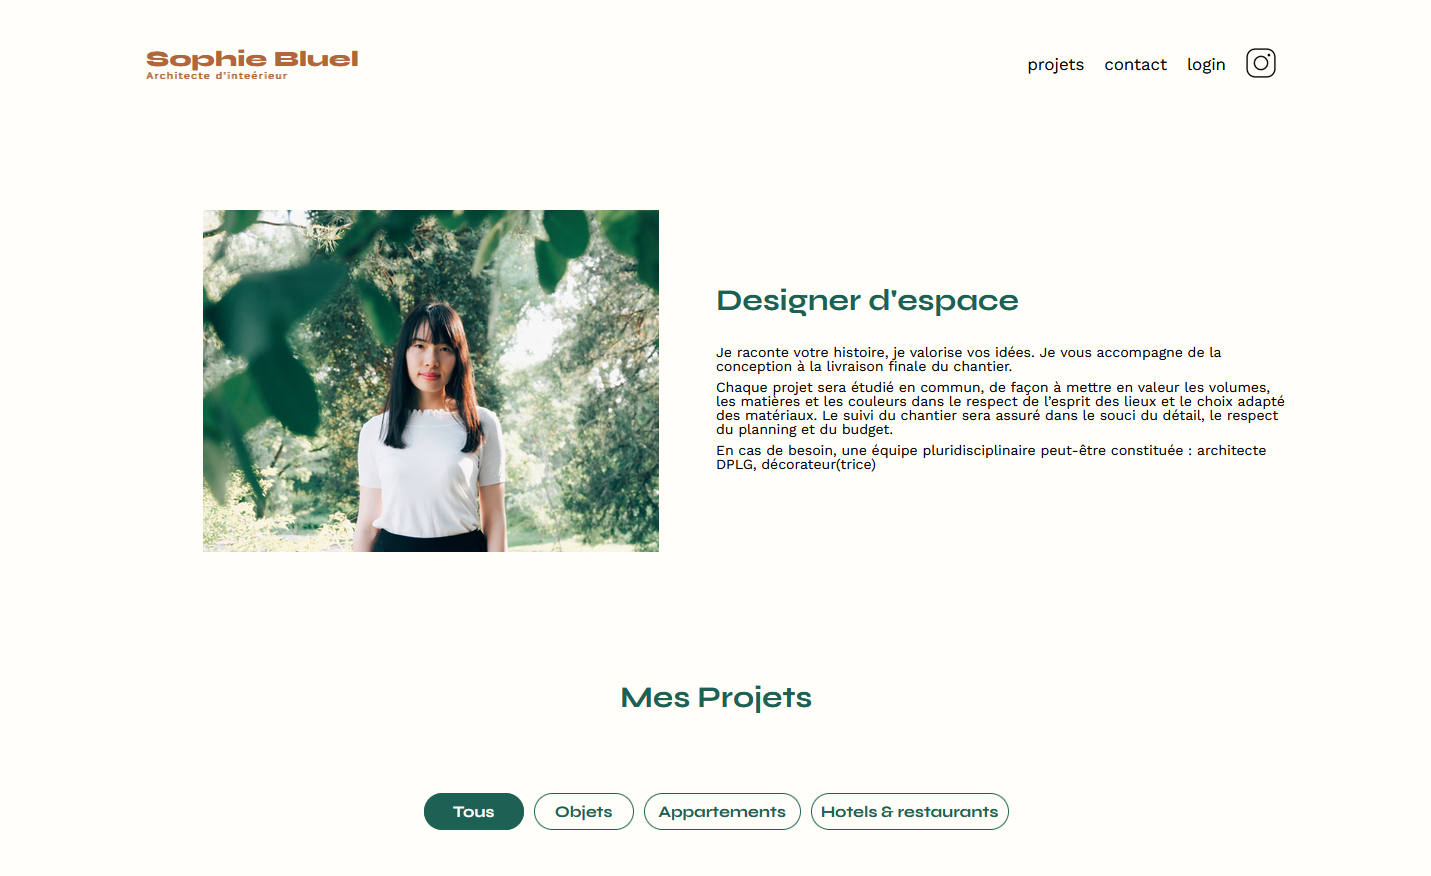 Sophie Bluel
Architecte d'inteérieur
projets contact login
Designer d'espace
Je raconte votre histoire, je valorise vos idées. Je vous accompagne de la
conception à la livraison finale du chantier.
Chaque projet sera étudié en commun, de façon à mettre en valeur les volumes,
les matières et les couleurs dans le respect de l’esprit des lieux et le choix adapté
des matériaux. Le suivi du chantier sera assuré dans le souci du détail, le respect
du planning et du budget.
En cas de besoin, une équipe pluridisciplinaire peut-être constituée : architecte
DPLG, décorateur(trice)
Mes Projets
Tous Objets Appartements Hotels & restaurants